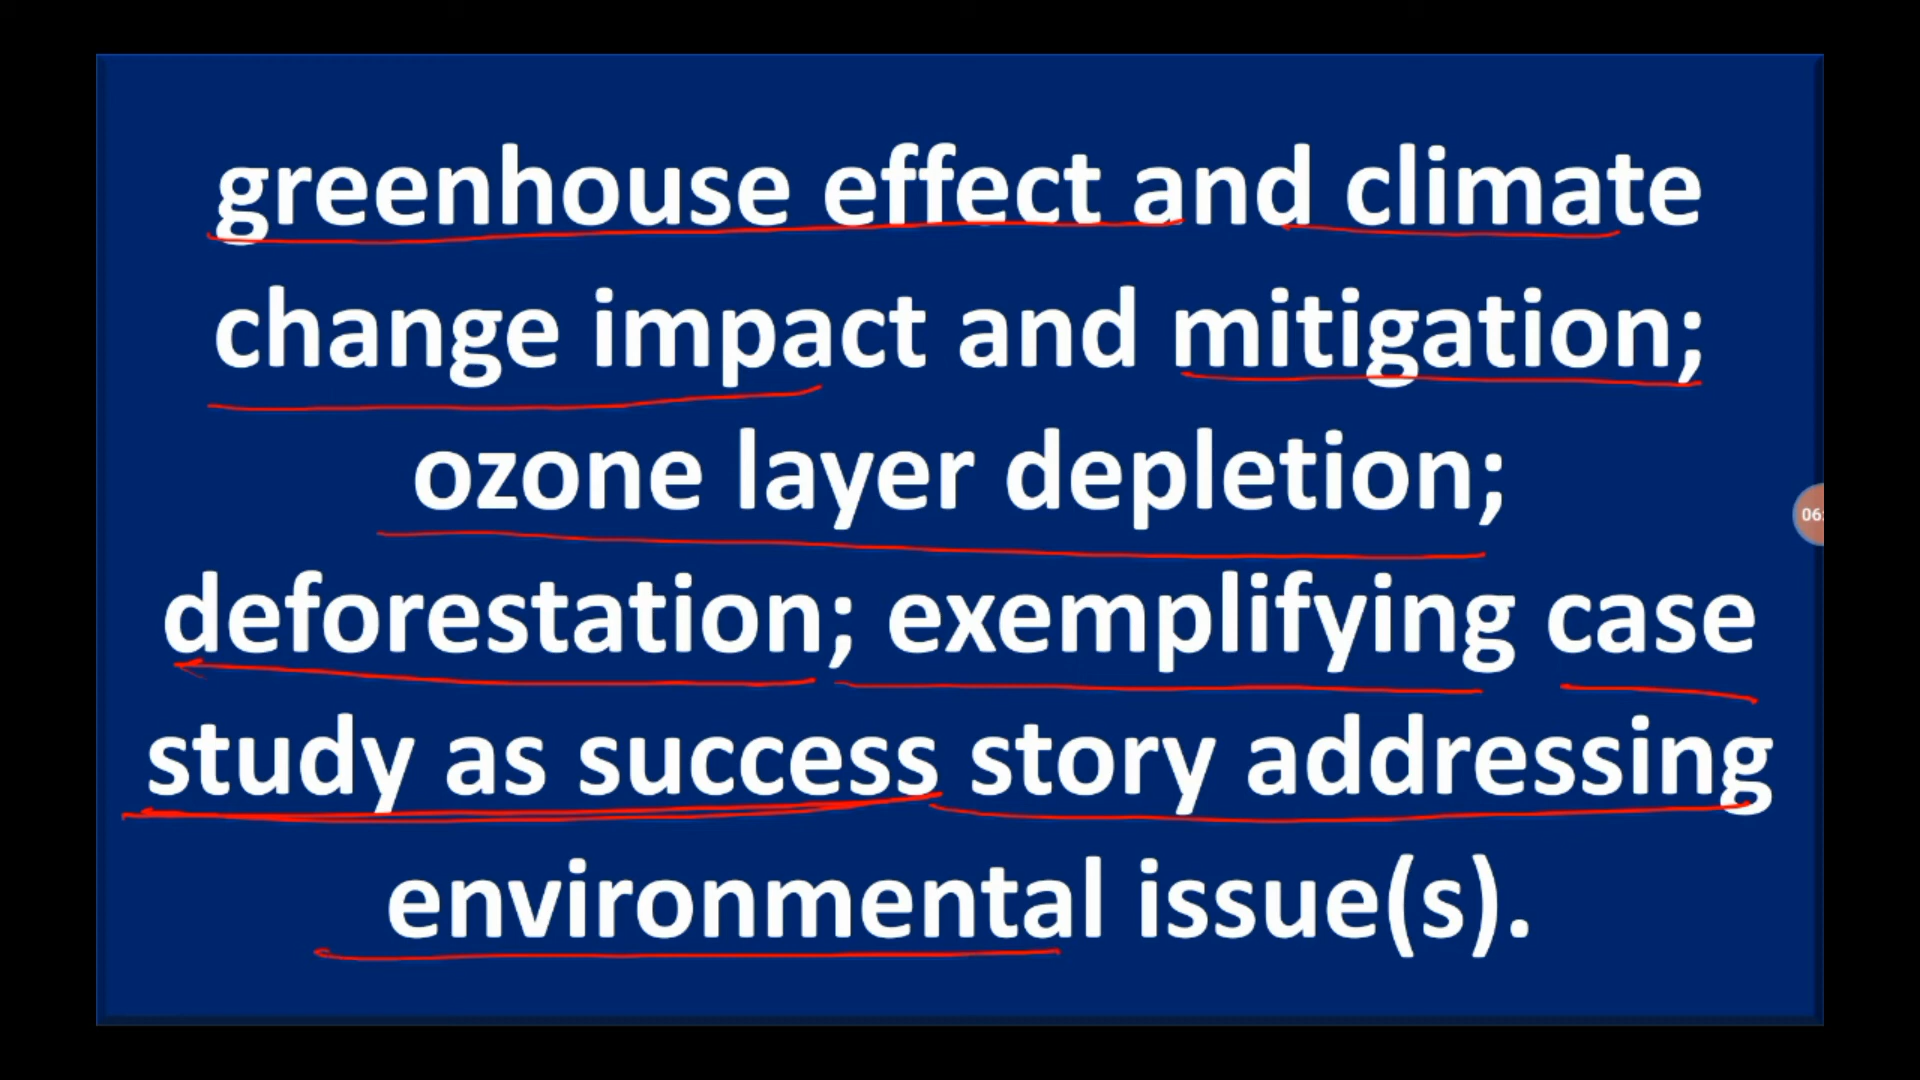 greenhouse effect and climate
change impact and mitigation;
ozone layer depletion;
deforestation; exemplifying case
study as success story addressing
environmental issue(s).
06: